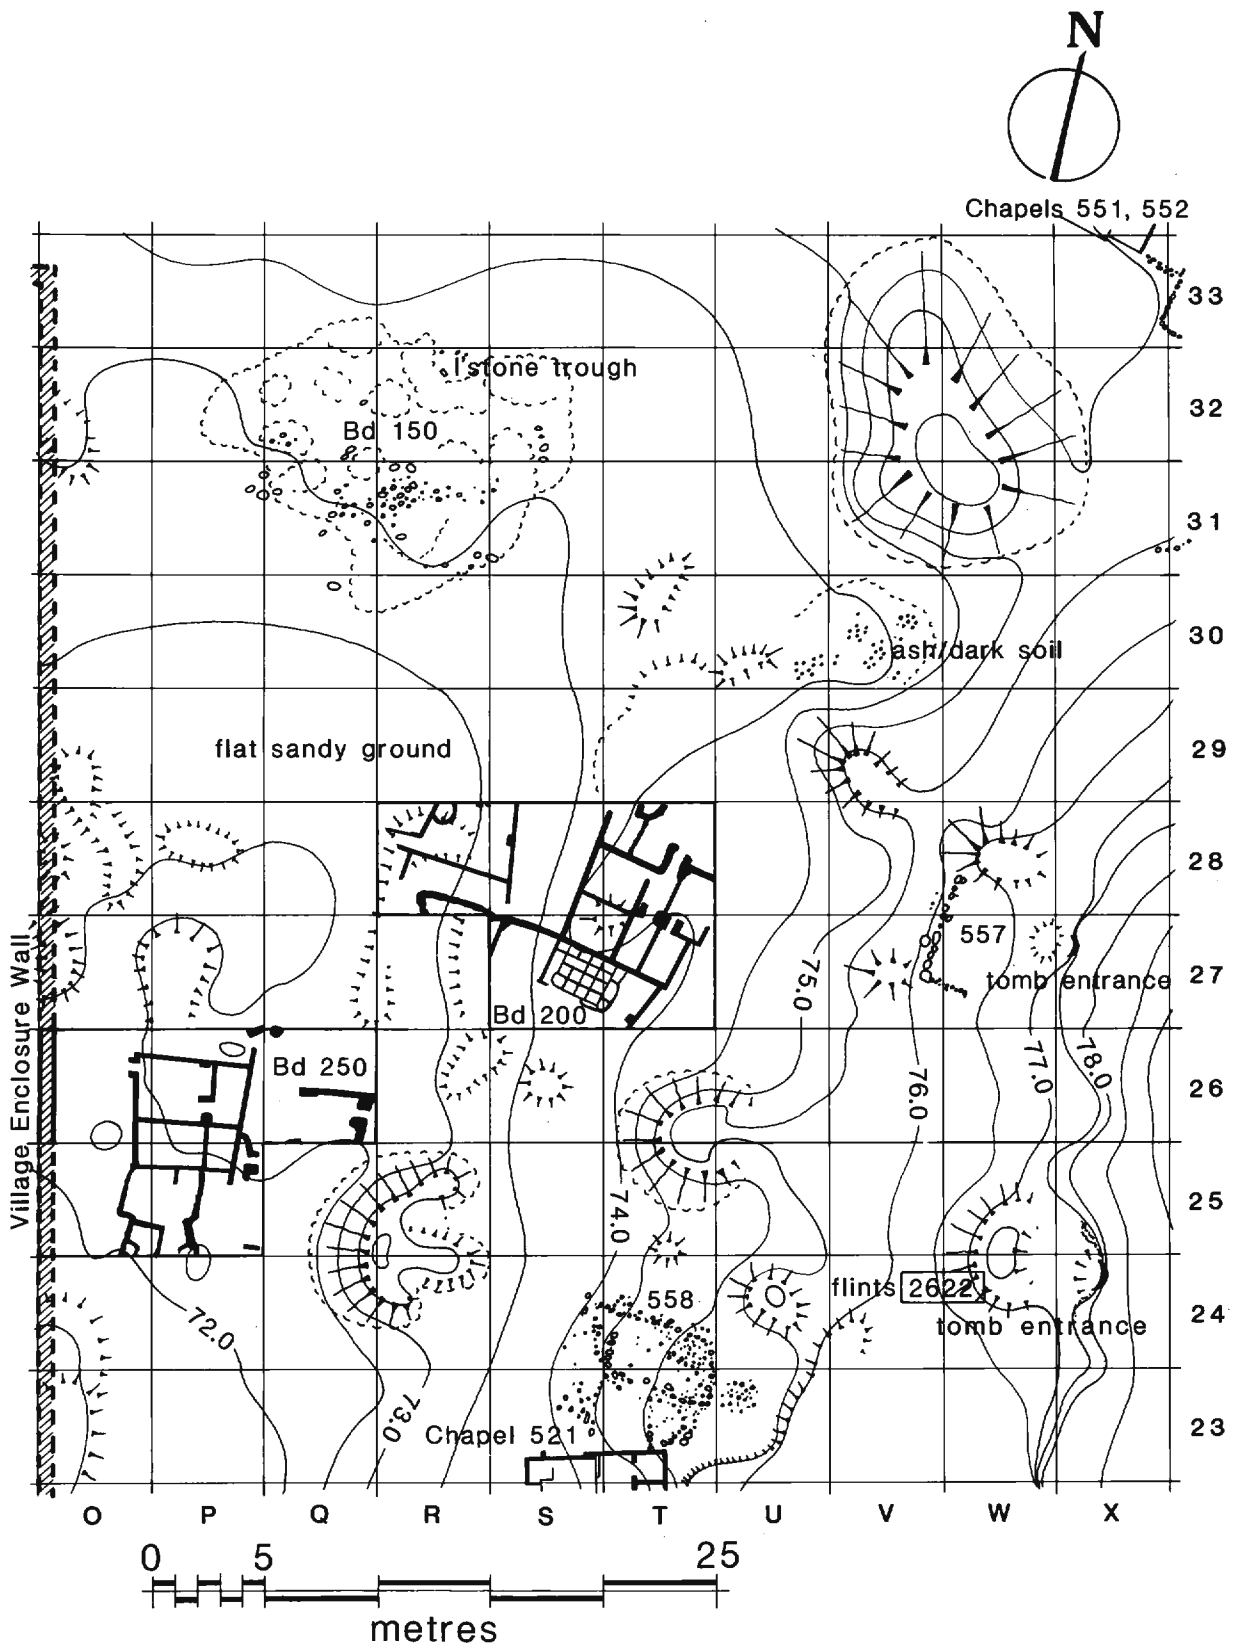 N
Chapels 551, 552
33
l'stone trough
32
Bd 150
31
30
ash/dark soil
flat sandy ground
29
28
Village Enclosure Wall
557
75.0
tomb entrance
27
Bd 200
Bd 250
77.0
78.0
76.0
26
74.0
25
flints 2622
558
72.0
tomb entrance
24
73.0
Chapel 521
23
O P Q R S T U V W X
0 5 25
metres